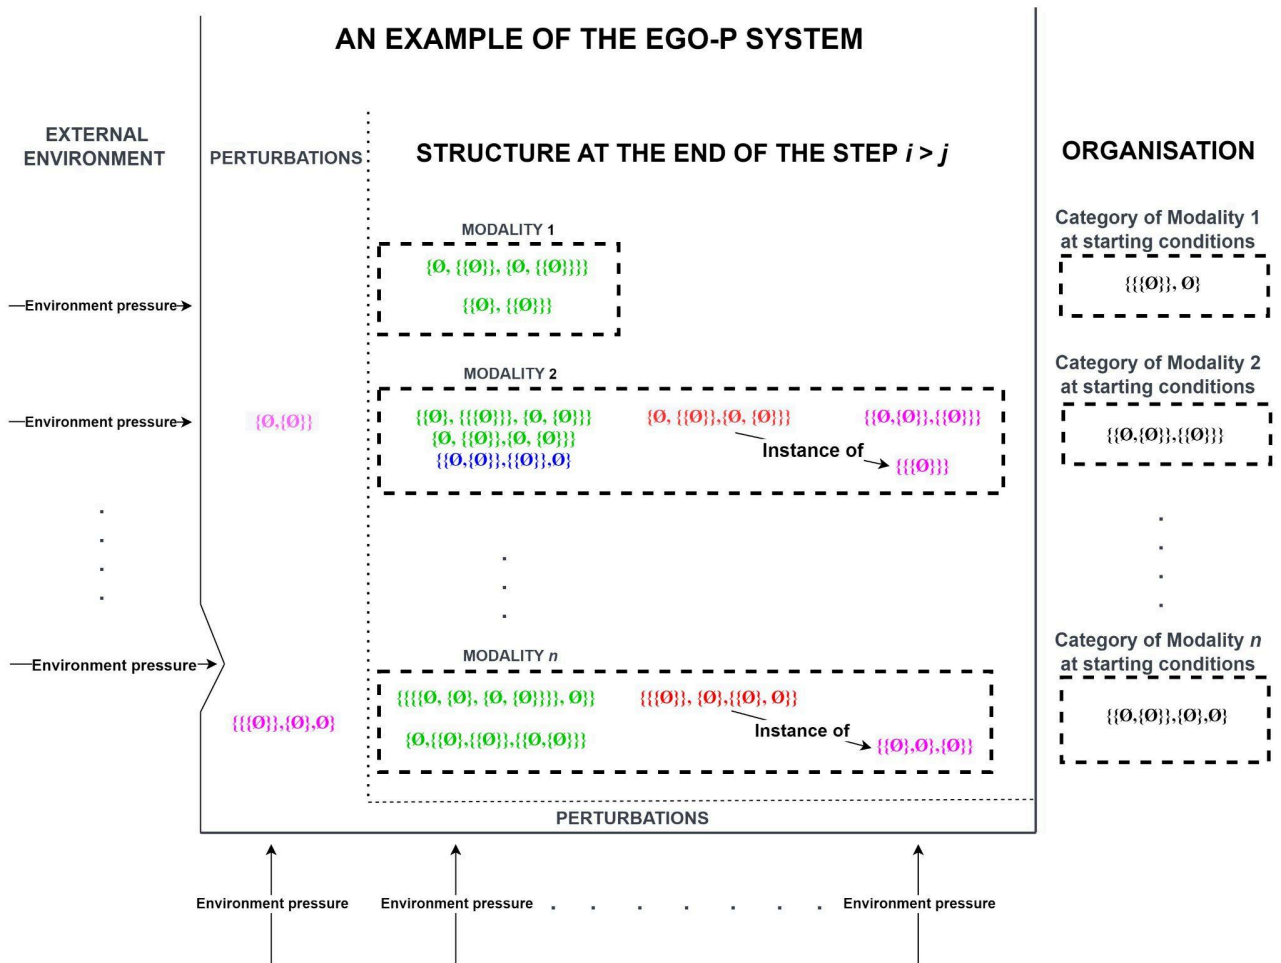 AN EXAMPLE OF THE EGO-P SYSTEM
EXTERNAL
ENVIRONMENT
PERTURBATIONS
STRUCTURE AT THE END OF THE STEP i > j
ORGANISATION
MODALITY 1
{Ø, {{Ø}}, {Ø, {{Ø}}}}
{{Ø}, {{Ø}}}
Category of Modality 1
at starting conditions
{{{Ø}}, Ø}
Environment pressure
MODALITY 2
Category of Modality 2
at starting conditions
Environment pressure
{Ø,{Ø}}
{{Ø}, {{{Ø}}}, {Ø, {Ø}}}
{Ø, {{Ø}},{Ø, {Ø}}}
{{Ø,{Ø}},{{Ø}},Ø}
{Ø, {{Ø}},{Ø, {Ø}}}
Instance of
{{Ø,{Ø}},{{Ø}}}
{{{Ø}}}
{{Ø,{Ø}},{{Ø}}}
MODALITY n
Category of Modality n
at starting conditions
Environment pressure
{{{Ø}},{Ø},Ø}
{{{{Ø, {Ø}, {Ø, {Ø}}}}, Ø}}
{Ø,{{Ø},{{Ø}},{{Ø,{Ø}}}
{{{Ø}}, {Ø},{{Ø}, Ø}}
Instance of
{{Ø},Ø},{Ø}}
{{Ø,{Ø}},{Ø},Ø}
PERTURBATIONS
Environment pressure
Environment pressure
Environment pressure